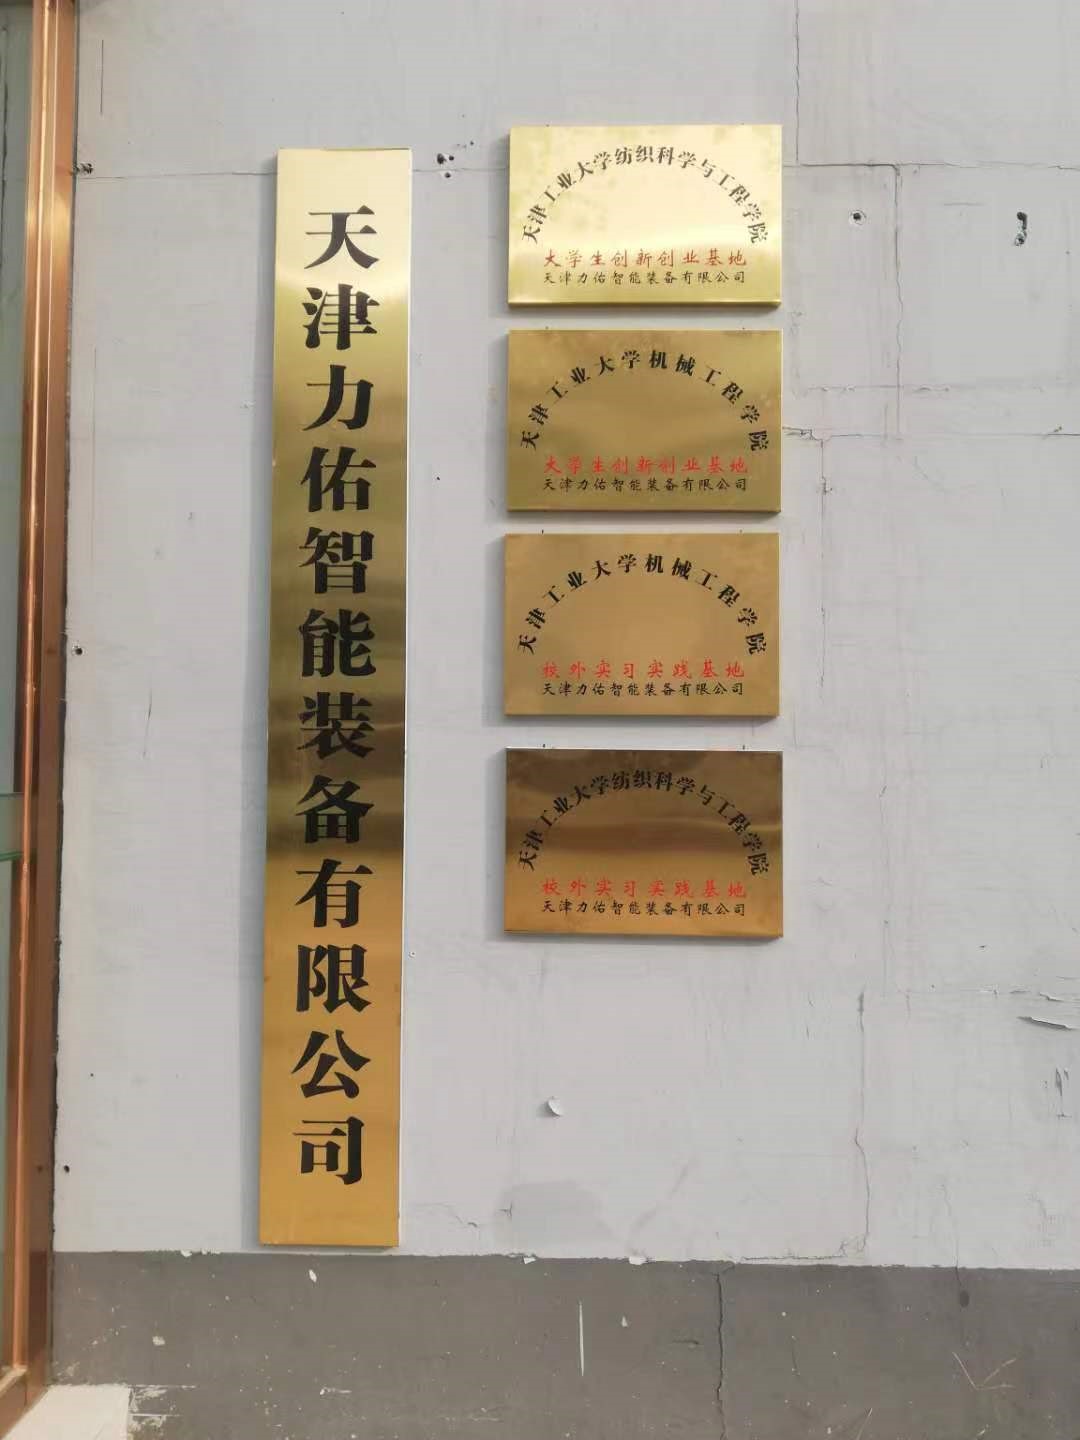 天津力佑智能装备有限公司
天津工业大学纺织科学与工程学院
大学生创新创业基地
天津力佑智能装备有限公司
天津工业大学机械工程学院
大学生创新创业基地
天津力佑智能装备有限公司
天津工业大学机械工程学院
校外实习实践基地
天津力佑智能装备有限公司
天津工业大学纺织科学与工程学院
校外实习实践基地
天津力佑智能装备有限公司